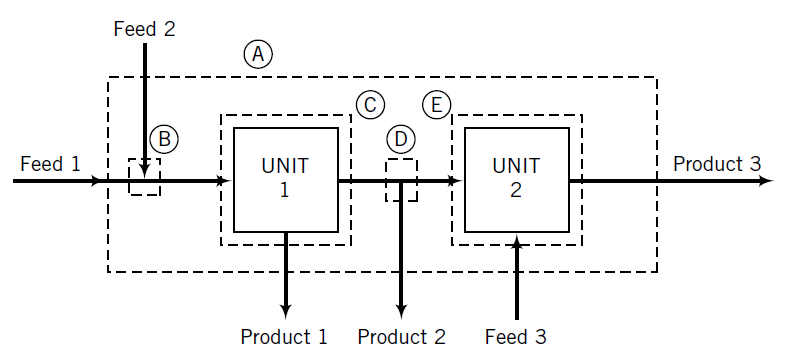 Feed 2
A
C
E
B
D
Feed 1
UNIT
1
UNIT
2
Product 3
Product 1
Product 2
Feed 3